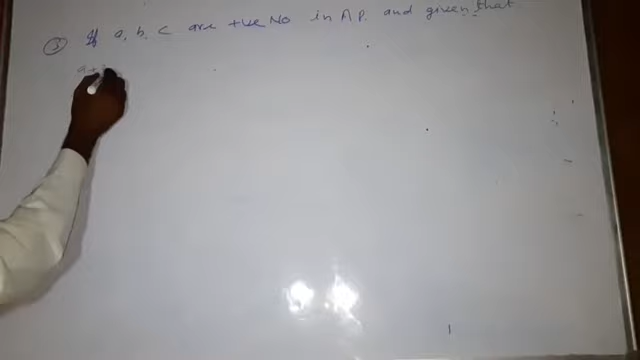 ③ If a, b, c are +ve No in A.P. and given that
a +